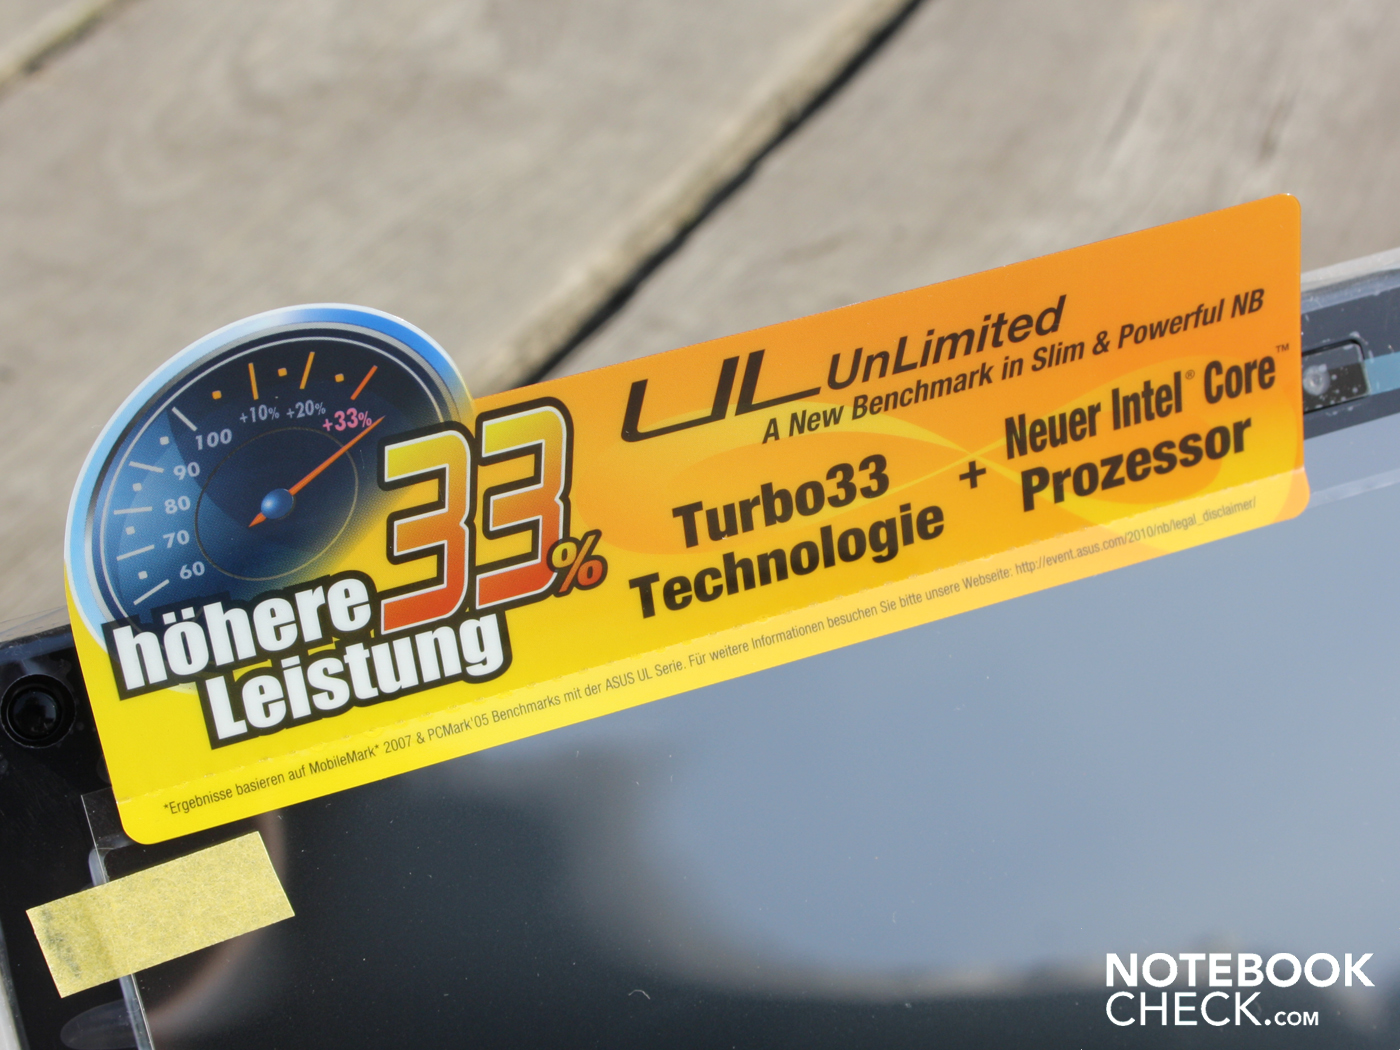 60
70
80
90
100
+10%
+20%
+33%
33%
höhere
Leistung
UL UnLimited
A New Benchmark in Slim & Powerful NB
Turbo33
Technologie
+
Neuer Intel® Core™
Prozessor
*Ergebnisse basieren auf MobileMark* 2007 & PCMark'05 Benchmarks mit der ASUS UL Serie. Für weitere Informationen besuchen Sie bitte unsere Webseite: http://event.asus.com/2010/nb/legal_disclaimer/
NOTEBOOK
CHECK.COM